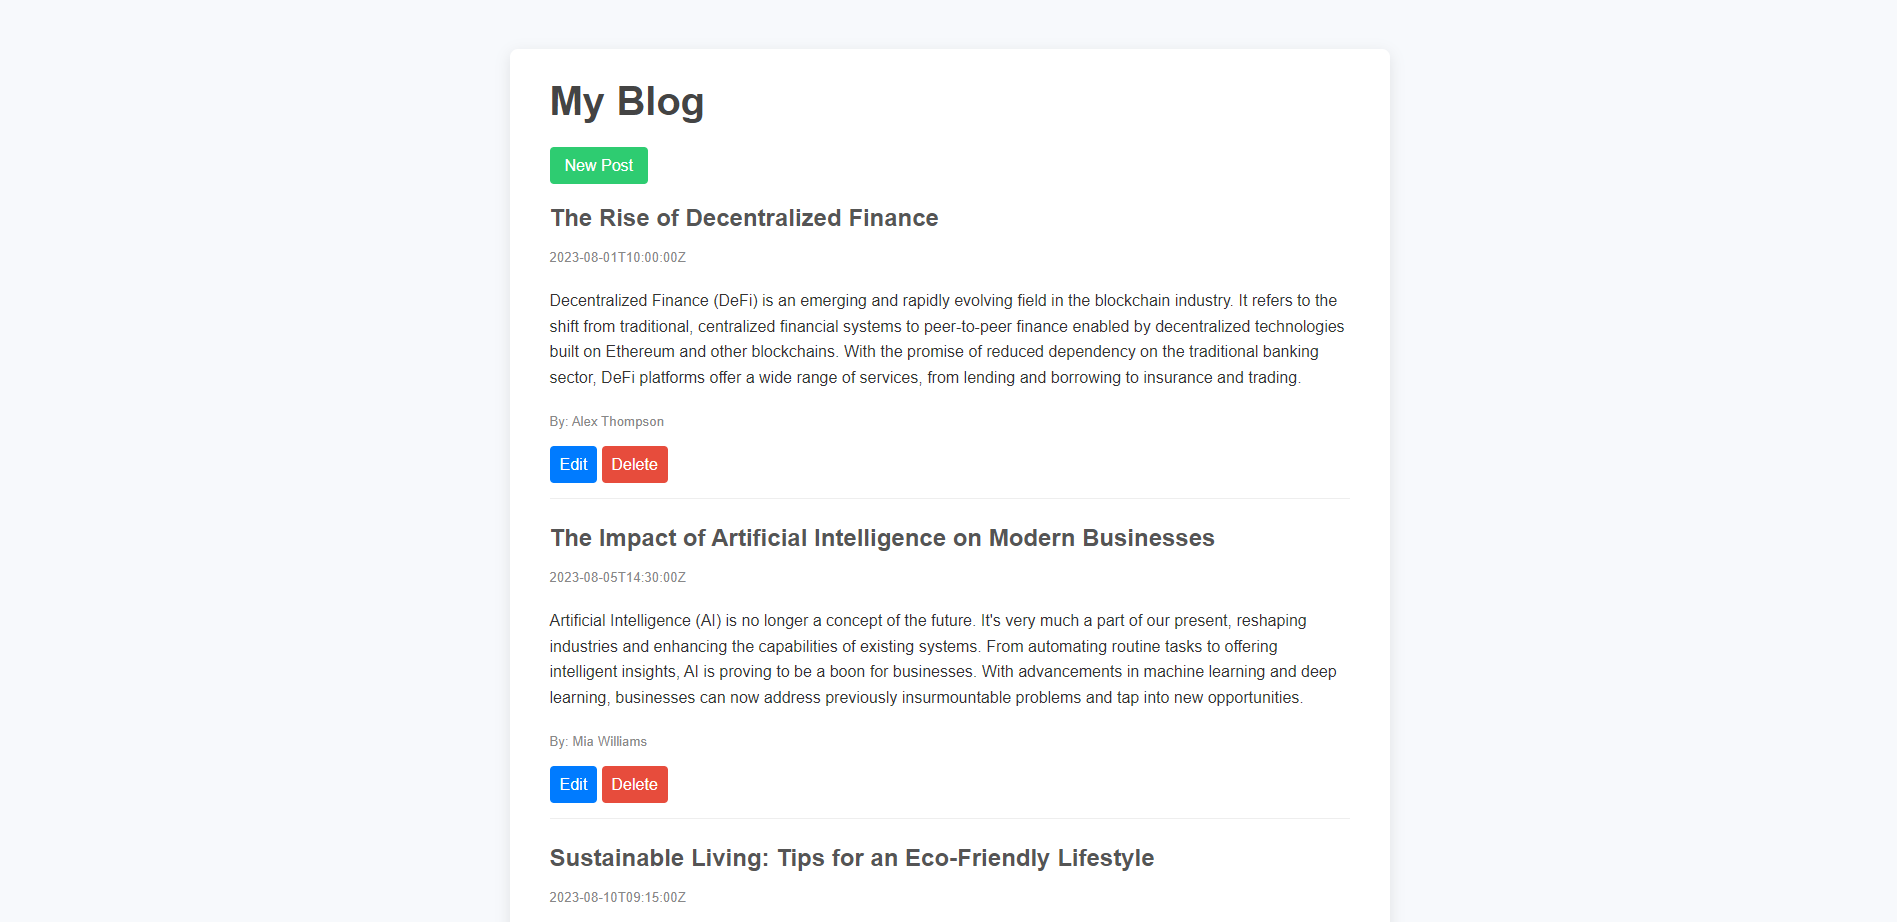 My Blog
New Post
The Rise of Decentralized Finance
2023-08-01T10:00:00Z
Decentralized Finance (DeFi) is an emerging and rapidly evolving field in the blockchain industry. It refers to the
shift from traditional, centralized financial systems to peer-to-peer finance enabled by decentralized technologies
built on Ethereum and other blockchains. With the promise of reduced dependency on the traditional banking
sector, DeFi platforms offer a wide range of services, from lending and borrowing to insurance and trading.
By: Alex Thompson
Edit Delete
The Impact of Artificial Intelligence on Modern Businesses
2023-08-05T14:30:00Z
Artificial Intelligence (AI) is no longer a concept of the future. It's very much a part of our present, reshaping
industries and enhancing the capabilities of existing systems. From automating routine tasks to offering
intelligent insights, AI is proving to be a boon for businesses. With advancements in machine learning and deep
learning, businesses can now address previously insurmountable problems and tap into new opportunities.
By: Mia Williams
Edit Delete
Sustainable Living: Tips for an Eco-Friendly Lifestyle
2023-08-10T09:15:00Z